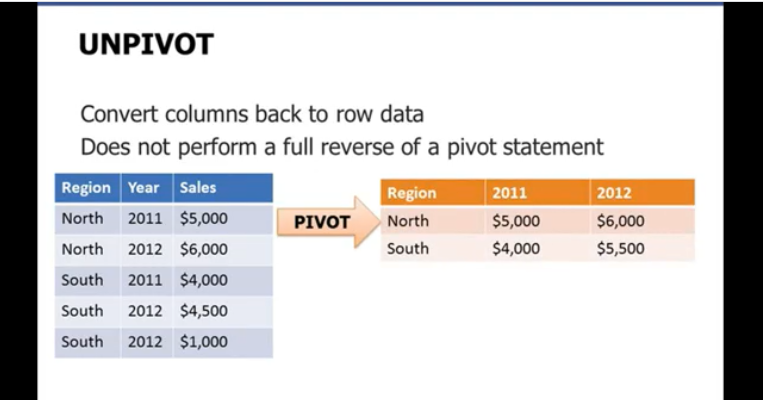 UNPIVOT
Convert columns back to row data
Does not perform a full reverse of a pivot statement
Region Year Sales
North 2011 $5,000
North 2012 $6,000
South 2011 $4,000
South 2012 $4,500
South 2012 $1,000
PIVOT
Region 2011 2012
North $5,000 $6,000
South $4,000 $5,500